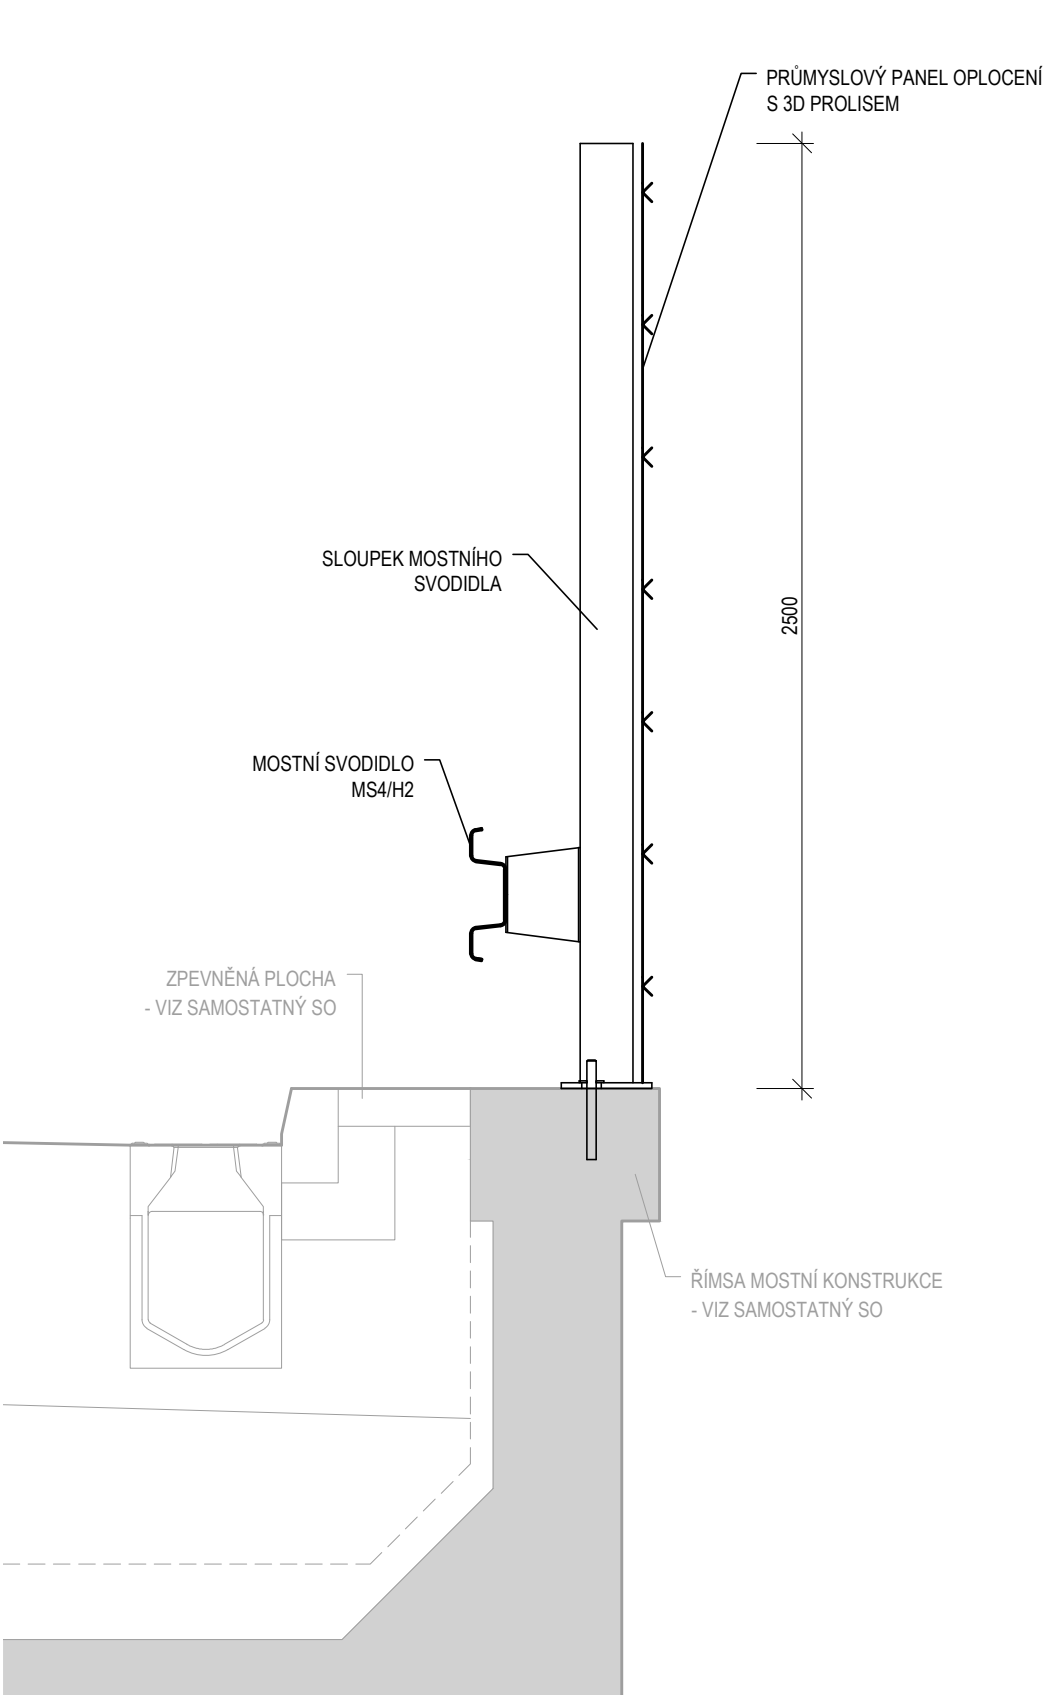 PRŮMYSLOVÝ PANEL OPLOCENÍ
S 3D PROLISEM
SLOUPEK MOSTNÍHO
SVODIDLA
2500
MOSTNÍ SVODIDLO
MS4/H2
ZPEVNĚNÁ PLOCHA
- VIZ SAMOSTATNÝ SO
ŘÍMSA MOSTNÍ KONSTRUKCE
- VIZ SAMOSTATNÝ SO